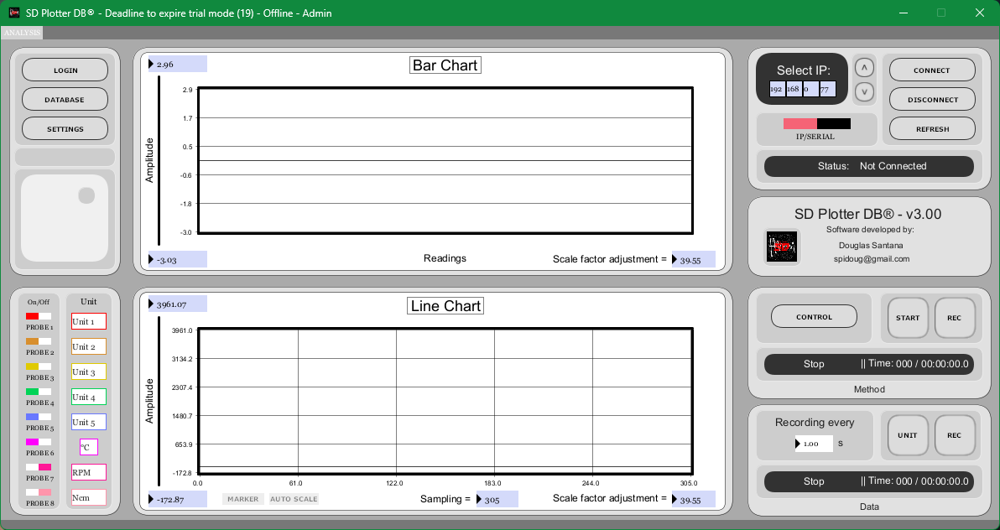 SD Plotter DB® - Deadline to expire trial mode (19) - Offline - Admin
ANALYSIS
LOGIN
DATABASE
SETTINGS
2.96
Bar Chart
2.9
1.7
0.5
-0.6
-1.8
-3.0
Amplitude
-3.03
Readings
Scale factor adjustment =
39.55
Select IP:
192 168 0 77
˄
˅
IP/SERIAL
CONNECT
DISCONNECT
REFRESH
Status: Not Connected
SD Plotter DB® - v3.00
Software developed by:
Douglas Santana
spidoug@gmail.com
SD
On/Off
PROBE 1
PROBE 2
PROBE 3
PROBE 4
PROBE 5
PROBE 6
PROBE 7
PROBE 8
Unit
Unit 1
Unit 2
Unit 3
Unit 4
Unit 5
°C
RPM
Ncm
3961.07
Line Chart
3961.0
3134.2
2307.4
1480.7
653.9
-172.8
Amplitude
0.0 61.0 122.0 183.0 244.0 305.0
-172.87
MARKER
AUTO SCALE
Sampling =
305
Scale factor adjustment =
39.55
CONTROL
START
REC
Stop || Time: 000 / 00:00:00.0
Method
Recording every
1.00 s
UNIT
REC
Stop || Time: 000 / 00:00:00.0
Data